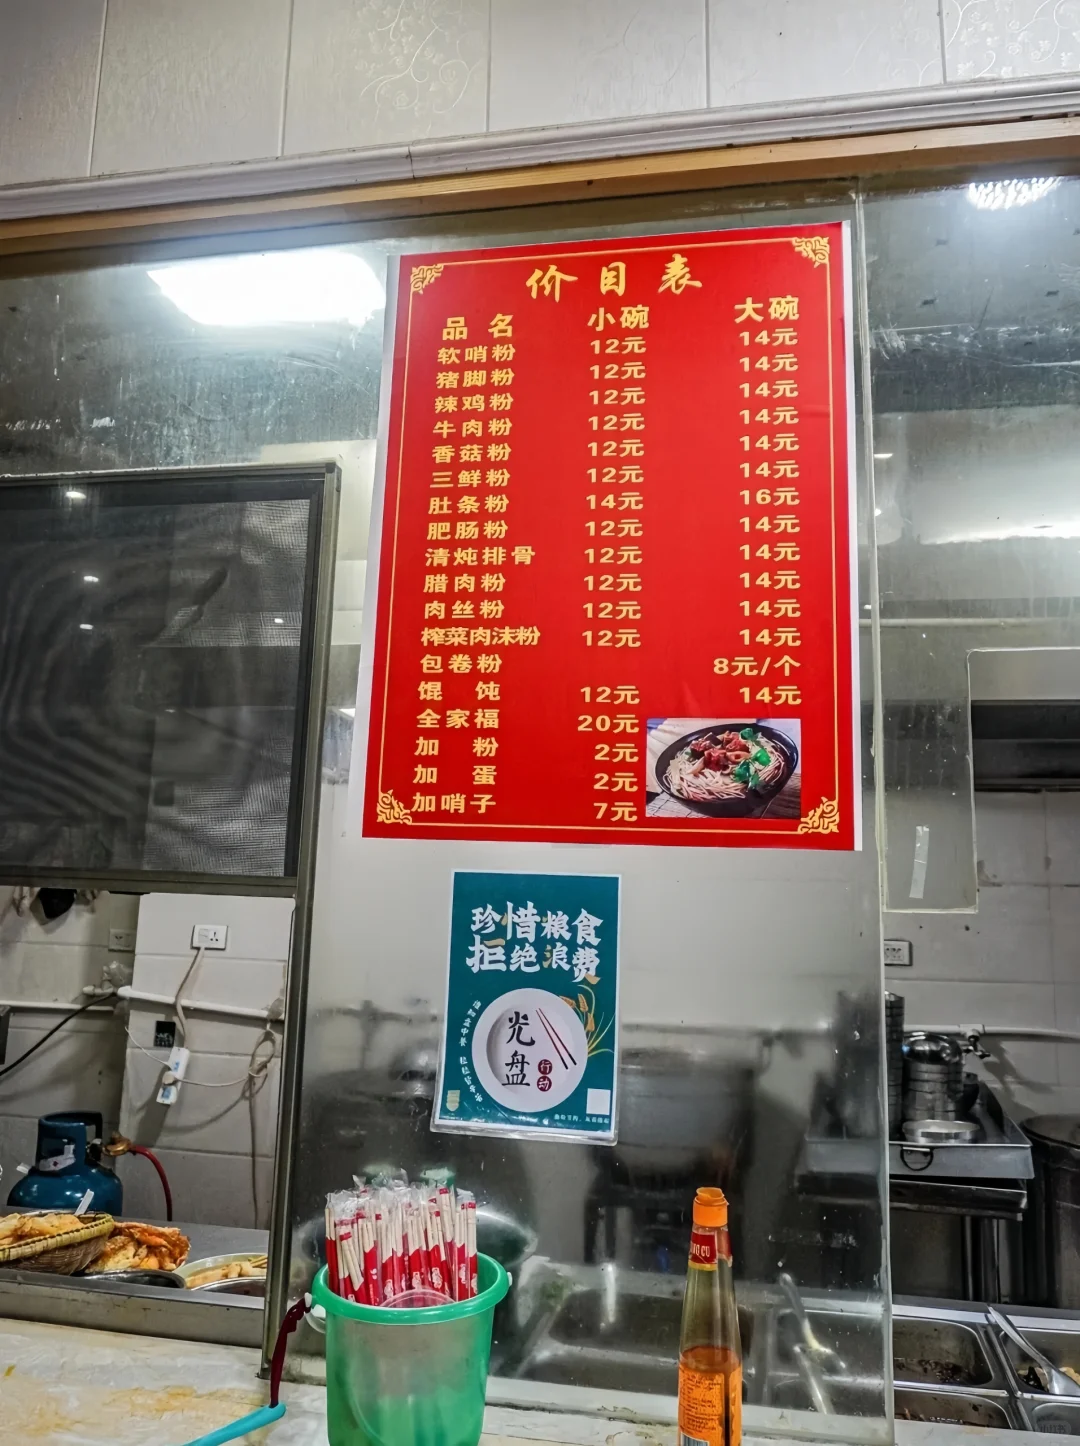 价目表
品名 小碗 大碗
软哨粉 12元 14元
猪脚粉 12元 14元
辣鸡粉 12元 14元
牛肉粉 12元 14元
香菇粉 12元 14元
三鲜粉 12元 14元
肚条粉 14元 16元
肥肠粉 12元 14元
清炖排骨 12元 14元
腊肉粉 12元 14元
肉丝粉 12元 14元
榨菜肉沫粉 12元 14元
包卷粉 8元/个
馄饨 12元 14元
全家福 20元
加粉 2元
加蛋 2元
加哨子 7元
珍惜粮食
拒绝浪费
光盘
行动